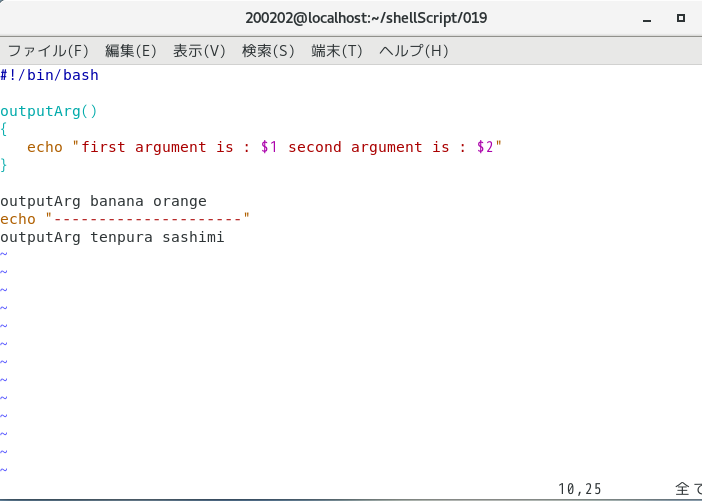 200202@localhost:~/shellScript/019
ファイル(F) 編集(E) 表示(V) 検索(S) 端末(T) ヘルプ(H)
#!/bin/bash
outputArg()
{
   echo "first argument is : $1 second argument is : $2"
}
outputArg banana orange
echo "---------------------"
outputArg tenpura sashimi
~
~
~
~
~
~
~
~
~
~
~
~
~
10,25 全て